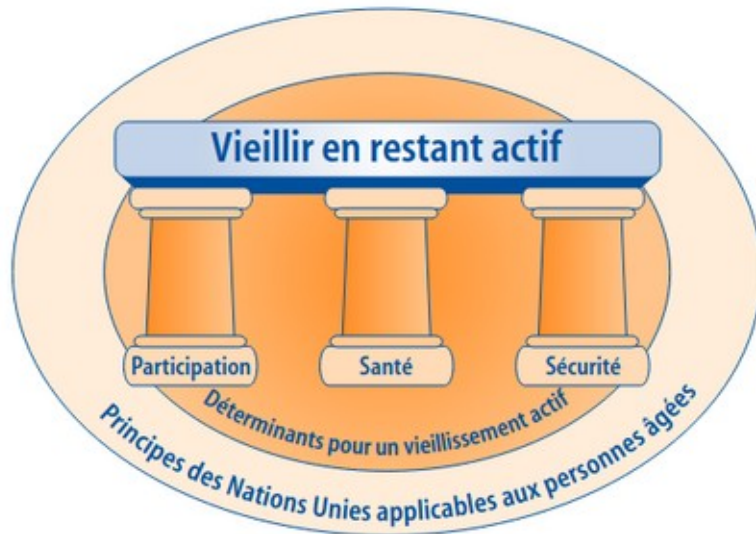 Vieillir en restant actif
Participation
Santé
Sécurité
Déterminants pour un vieillissement actif
Principes des Nations Unies applicables aux personnes âgées